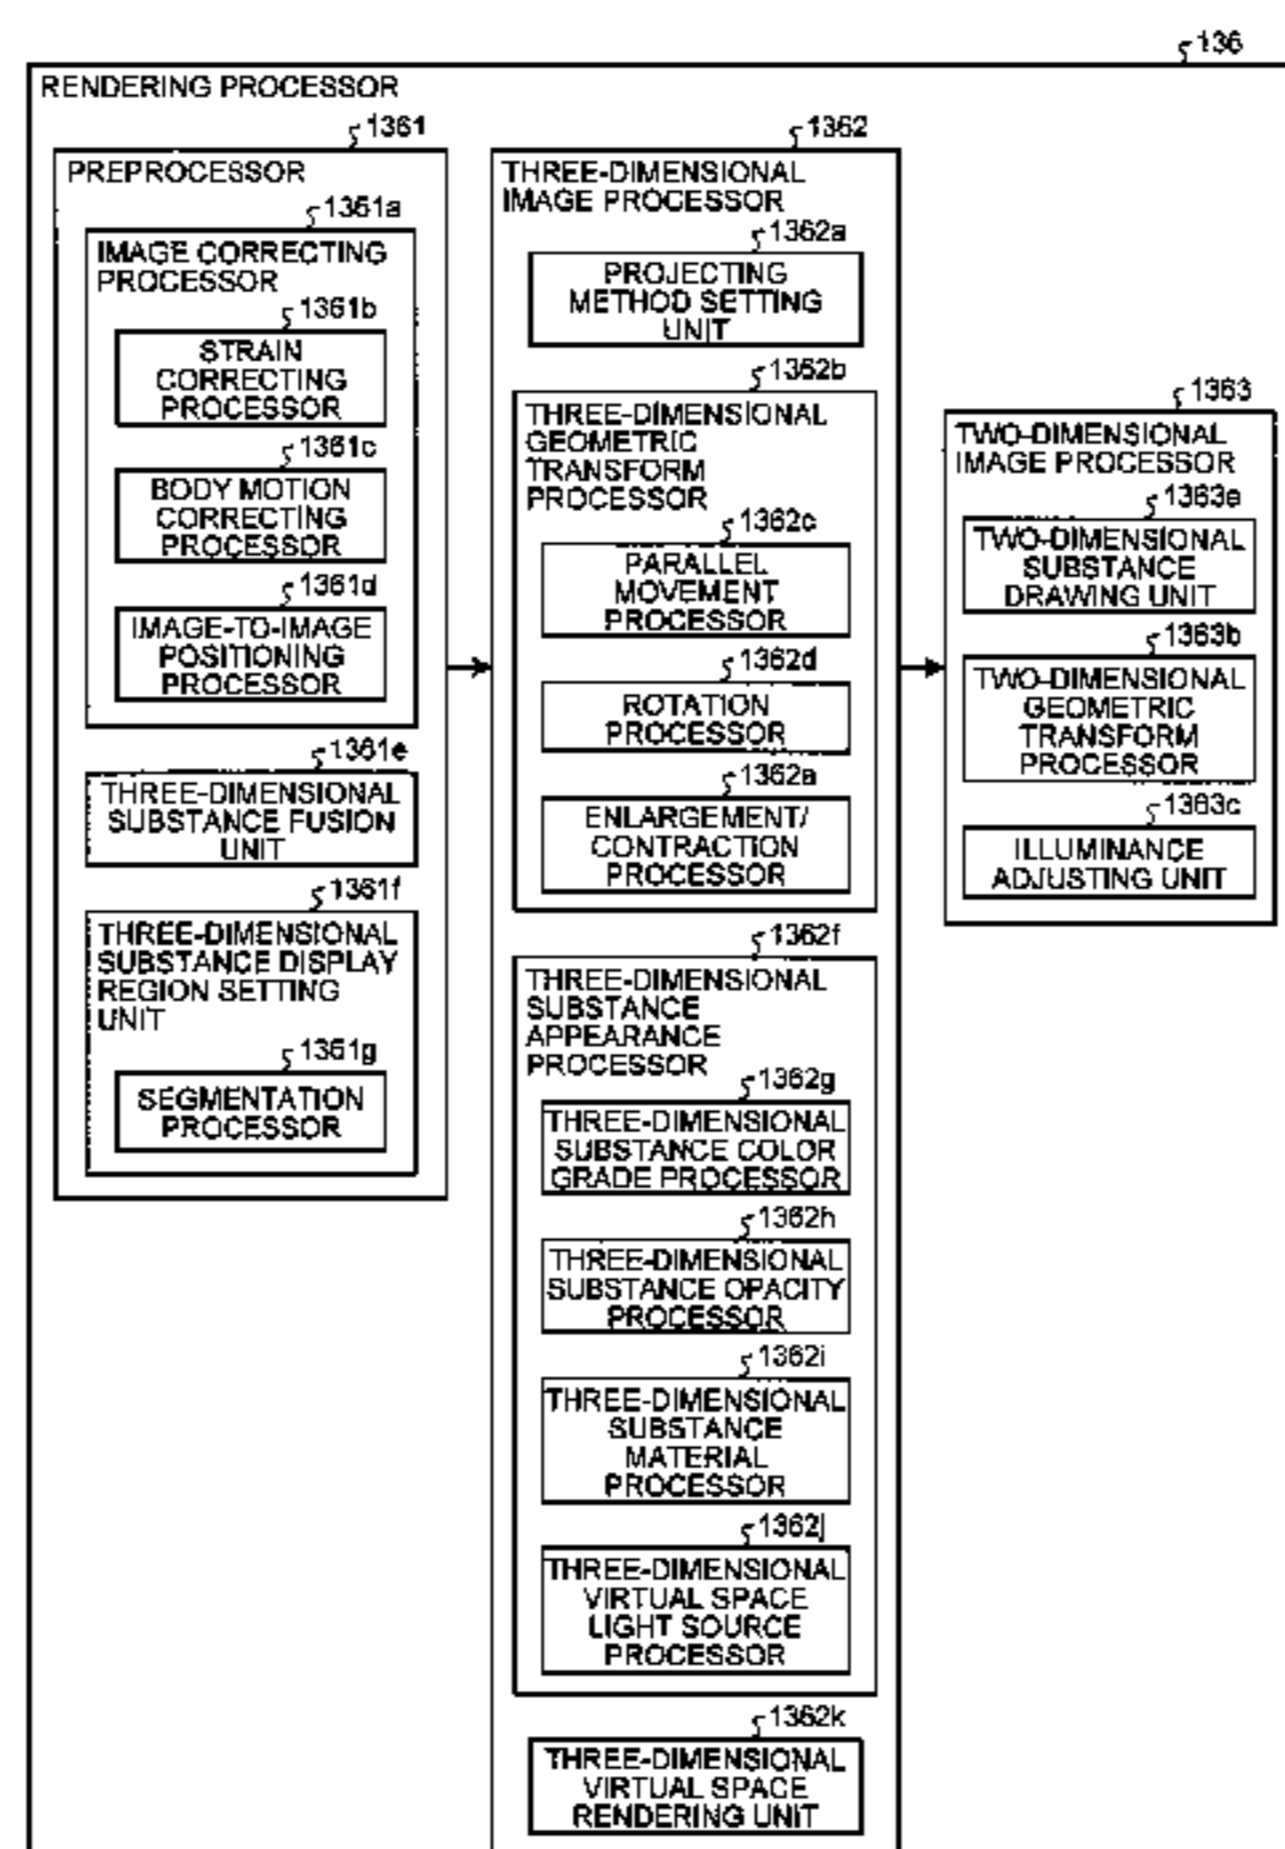 136
RENDERING PROCESSOR
1361
PREPROCESSOR
1361a
IMAGE CORRECTING
PROCESSOR
1361b
STRAIN
CORRECTING
PROCESSOR
1361c
BODY MOTION
CORRECTING
PROCESSOR
1361d
IMAGE-TO-IMAGE
POSITIONING
PROCESSOR
1361e
THREE-DIMENSIONAL
SUBSTANCE FUSION
UNIT
1361f
THREE-DIMENSIONAL
SUBSTANCE DISPLAY
REGION SETTING
UNIT
1361g
SEGMENTATION
PROCESSOR
1362
THREE-DIMENSIONAL
IMAGE PROCESSOR
1362a
PROJECTING
METHOD SETTING
UNIT
1362b
THREE-DIMENSIONAL
GEOMETRIC
TRANSFORM
PROCESSOR
1362c
PARALLEL
MOVEMENT
PROCESSOR
1362d
ROTATION
PROCESSOR
1362a
ENLARGEMENT/
CONTRACTION
PROCESSOR
1362f
THREE-DIMENSIONAL
SUBSTANCE
APPEARANCE
PROCESSOR
1362g
THREE-DIMENSIONAL
SUBSTANCE COLOR
GRADE PROCESSOR
1362h
THREE-DIMENSIONAL
SUBSTANCE OPACITY
PROCESSOR
1362i
THREE-DIMENSIONAL
SUBSTANCE
MATERIAL
PROCESSOR
1362j
THREE-DIMENSIONAL
VIRTUAL SPACE
LIGHT SOURCE
PROCESSOR
1362k
THREE-DIMENSIONAL
VIRTUAL SPACE
RENDERING UNIT
1363
TWO-DIMENSIONAL
IMAGE PROCESSOR
1363e
TWO-DIMENSIONAL
SUBSTANCE
DRAWING UNIT
1363b
TWO-DIMENSIONAL
GEOMETRIC
TRANSFORM
PROCESSOR
1363c
ILLUMINANCE
ADJUSTING UNIT